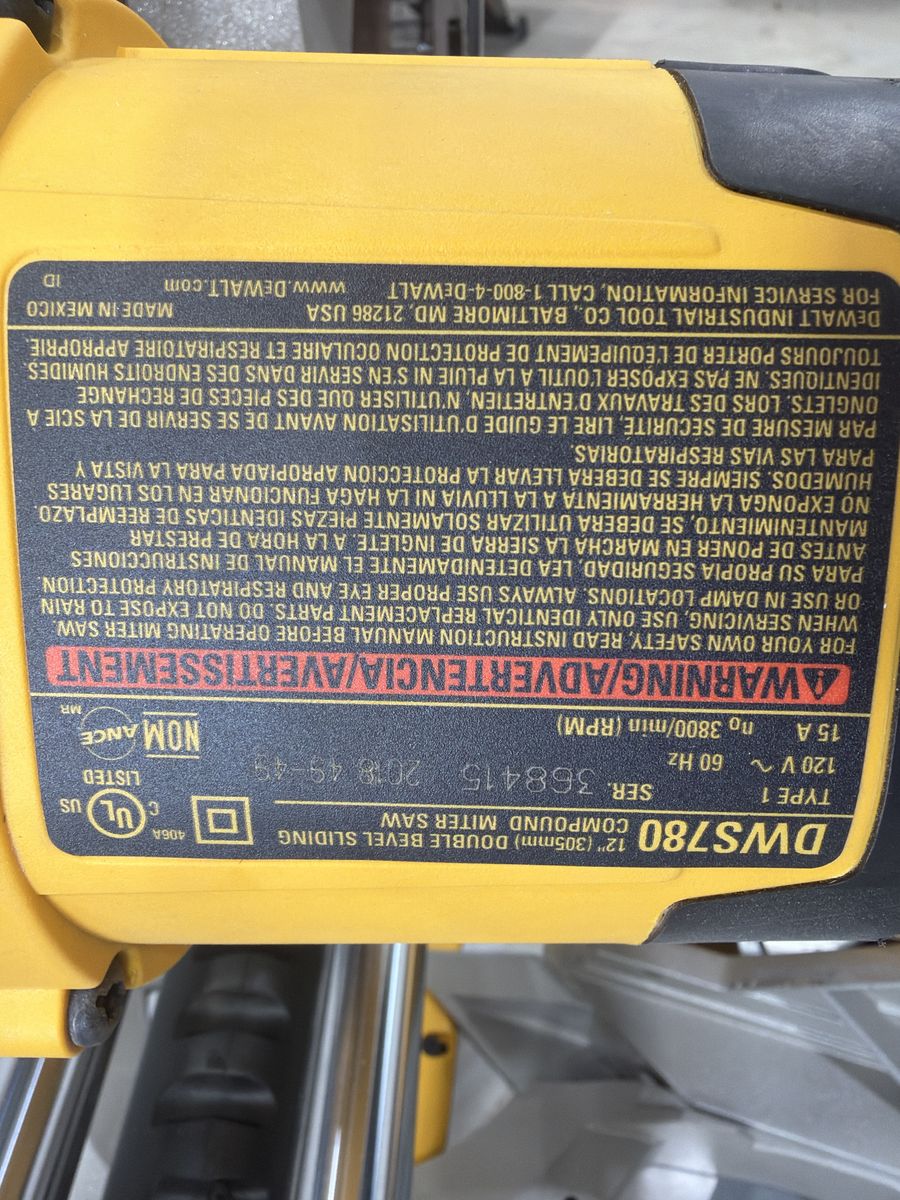 DWS780
12" (305mm) DOUBLE BEVEL SLIDING
COMPOUND MITER SAW
TYPE 1 SER. 368415 2018 49-49
120 V ~ 60 Hz
15 A n₀ 3800/min (RPM)
406A
C UL US
LISTED
NOM
ANCE
MR
⚠WARNING/ADVERTENCIA/AVERTISSEMENT
FOR YOUR OWN SAFETY, READ INSTRUCTION MANUAL BEFORE OPERATING MITER SAW
WHEN SERVICING, USE ONLY IDENTICAL REPLACEMENT PARTS. DO NOT EXPOSE TO RAIN
OR USE IN DAMP LOCATIONS. ALWAYS USE PROPER EYE AND RESPIRATORY PROTECTION.
PARA SU PROPIA SEGURIDAD, LEA DETENIDAMENTE EL MANUAL DE INSTRUCCIONES
ANTES DE PONER EN MARCHA LA SIERRA DE INGLETE. A LA HORA DE PRESTAR
MANTENIMIENTO, SE DEBERA UTILIZAR SOLAMENTE PIEZAS IDENTICAS DE REEMPLAZO.
NO EXPONGA LA HERRAMIENTA A LA LLUVIA NI LA HAGA FUNCIONAR EN LOS LUGARES
HUMEDOS. SIEMPRE SE DEBERA LLEVAR LA PROTECCION APROPIADA PARA LA VISTA Y
PARA LAS VIAS RESPIRATORIAS.
PAR MESURE DE SÉCURITÉ, LIRE LE GUIDE D'UTILISATION AVANT DE SE SERVIR DE LA SCIE A
ONGLETS. LORS DES TRAVAUX D'ENTRETIEN, N'UTILISER QUE DES PIECES DE RECHANGE
IDENTIQUES. NE PAS EXPOSER L'OUTIL A LA PLUIE NI S'EN SERVIR DANS DES ENDROITS HUMIDES
TOUJOURS PORTER DE L'EQUIPEMENT DE PROTECTION OCULAIRE ET RESPIRATOIRE APPROPRIE.
DEWALT INDUSTRIAL TOOL CO., BALTIMORE MD, 21286 USA MADE IN MEXICO
FOR SERVICE INFORMATION, CALL 1-800-4-DEWALT www.DEWALT.com ID